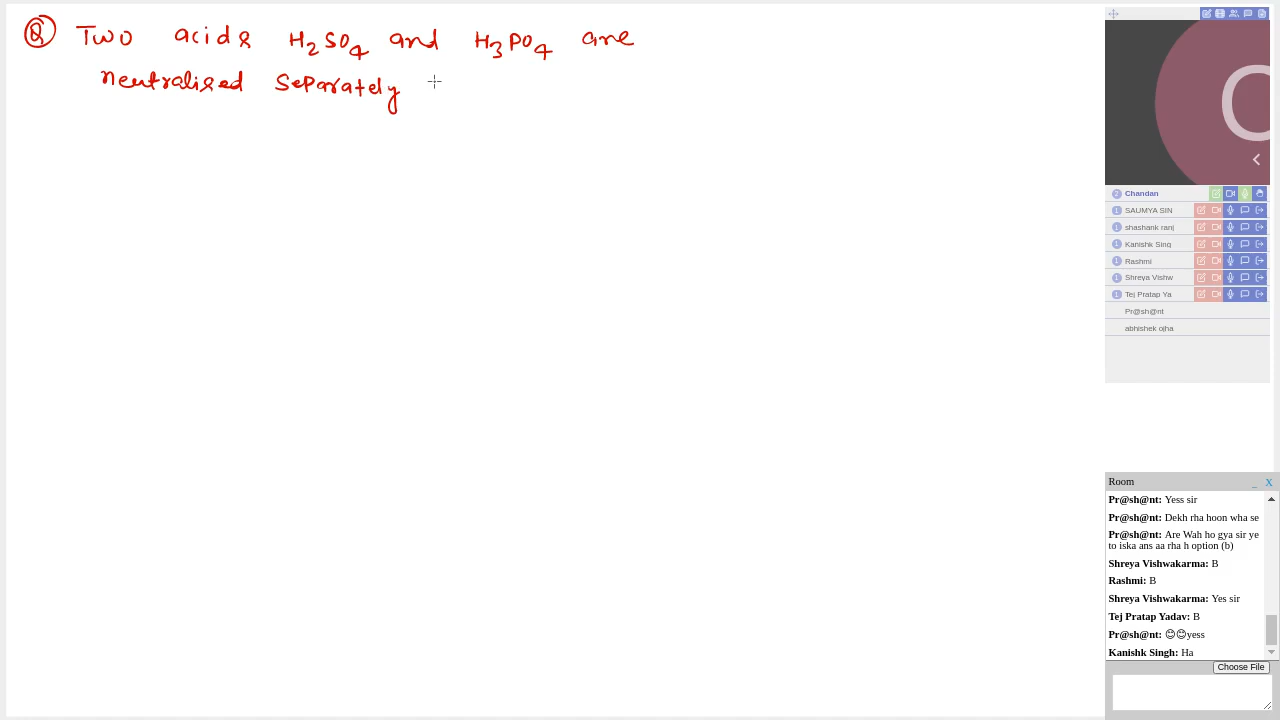 Q Two acids H2SO4 and H3PO4 are
neutralised separately
C
Chandan
SAUMYA SIN
shashank ranj
Kanishk Sing
Rashmi
Shreya Vishw
Tej Pratap Ya
Pr@sh@nt
abhishek ojha
Room _ X
Pr@sh@nt: Yess sir
Pr@sh@nt: Dekh rha hoon wha se
Pr@sh@nt: Are Wah ho gya sir ye
to iska ans aa rha h option (b)
Shreya Vishwakarma: B
Rashmi: B
Shreya Vishwakarma: Yes sir
Tej Pratap Yadav: B
Pr@sh@nt: 😊😊yess
Kanishk Singh: Ha
Choose File